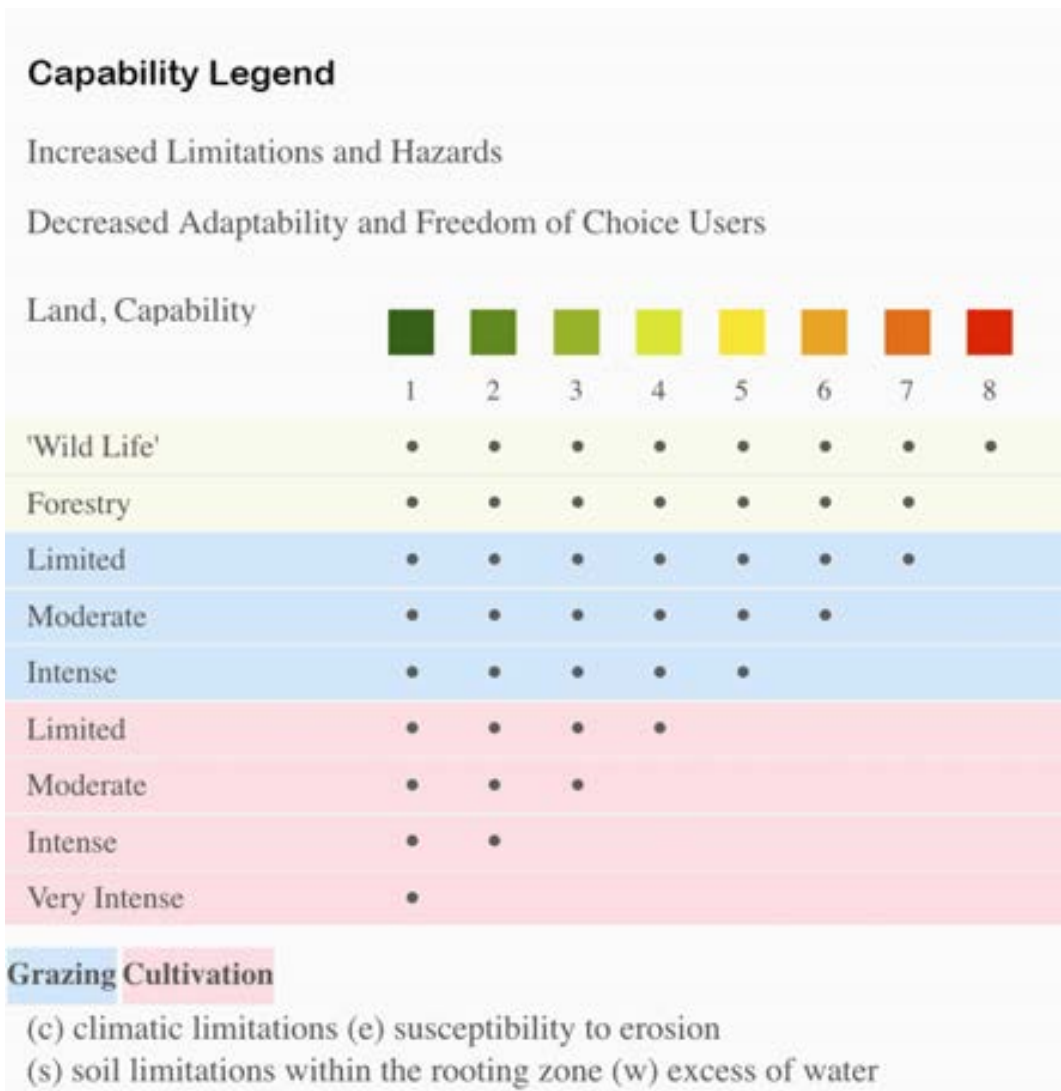 Capability Legend
Increased Limitations and Hazards
Decreased Adaptability and Freedom of Choice Users
Land, Capability
1 2 3 4 5 6 7 8
'Wild Life' • • • • • • • •
Forestry • • • • • • •
Limited • • • • • • •
Moderate • • • • • •
Intense • • • • •
Limited • • • •
Moderate • • •
Intense • •
Very Intense •
Grazing Cultivation
(c) climatic limitations (e) susceptibility to erosion
(s) soil limitations within the rooting zone (w) excess of water